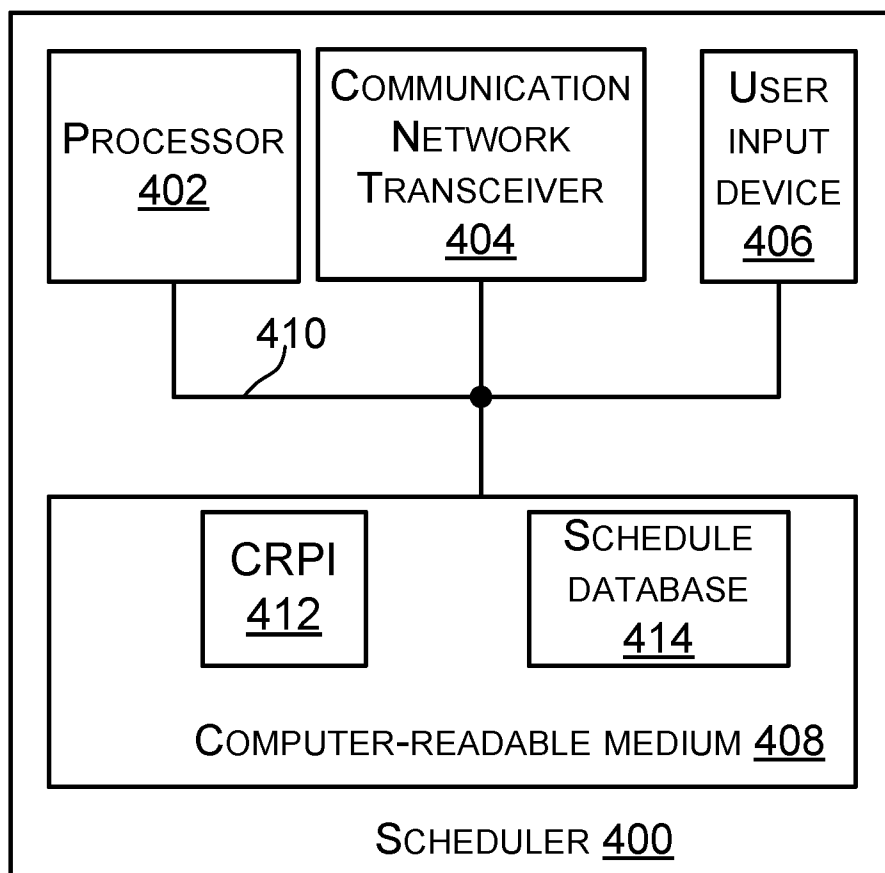 PROCESSOR
402
COMMUNICATION
NETWORK
TRANSCEIVER
404
USER
INPUT
DEVICE
406
410
CRPI
412
SCHEDULE
DATABASE
414
COMPUTER-READABLE MEDIUM 408
SCHEDULER 400